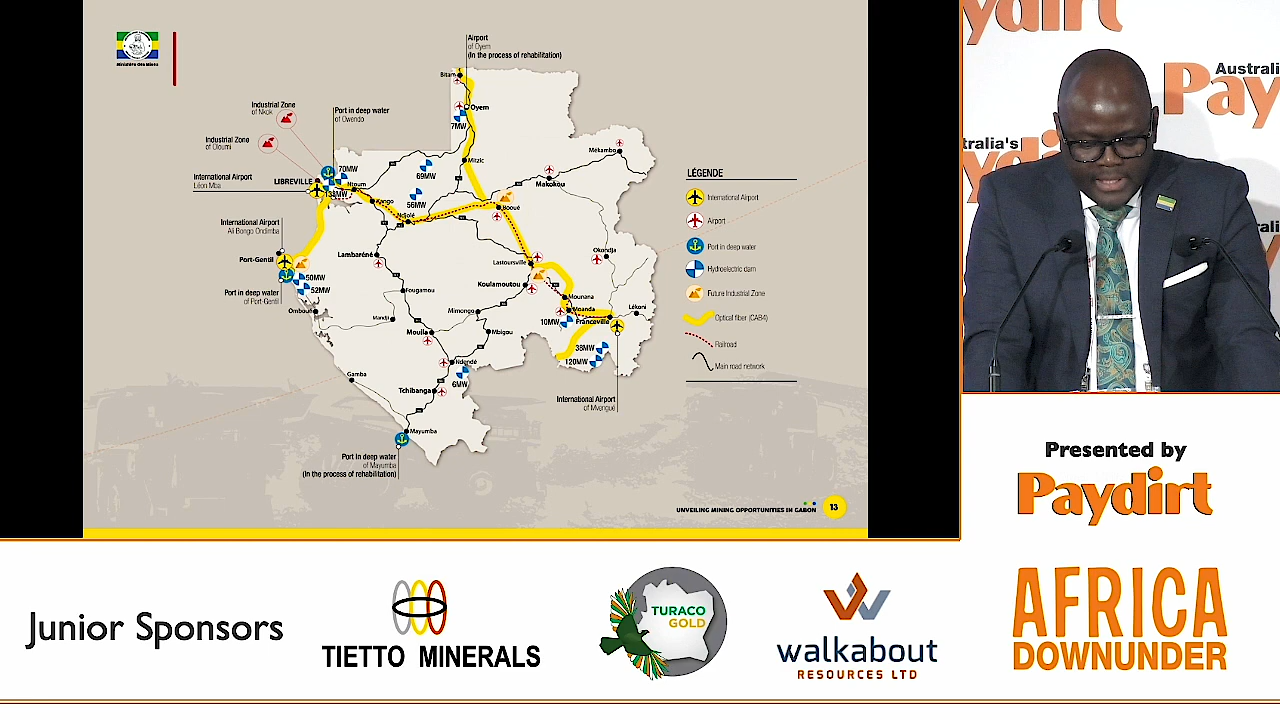 Ministère des Mines
Airport
of Oyem
(In the process of rehabilitation)
Bitam
Oyem
7MW
Industrial Zone
of Nkok
Port in deep water
of Owendo
Industrial Zone
of Oloumi
Mitzic
Mékambo
Makokou
70MW
69MW
International Airport
Léon Mba
LIBREVILLE
Ntoum
Kango
56MW
Ndjolé
Booué
International Airport
Ali Bongo Ondimba
Port-Gentil
Lambaréné
Okondja
Lastoursville
50MW
52MW
Koulamoutou
Port in deep water
of Port-Gentil
Fougamou
Mounana
Omboué
Mandji
Mimongo
Moanda
Lékoni
10MW
Franceville
Mouila
Mbigou
38MW
120MW
Ndendé
Gamba
6MW
Tchibanga
International Airport
of Mvengué
Mayumba
Port in deep water
of Mayumba
(In the process of rehabilitation)
LÉGENDE
International Airport
Airport
Port in deep water
Hydroelectric dam
Future Industrial Zone
Optical fiber (CAB4)
Railroad
Main road network
UNVEILING MINING OPPORTUNITIES IN GABON
13
ydirt
Australi
Pay
tralia's
Presented by
Paydirt
AFRICA
DOWNUNDER
Junior Sponsors
TIETTO MINERALS
TURACO
GOLD
walkabout
RESOURCES LTD